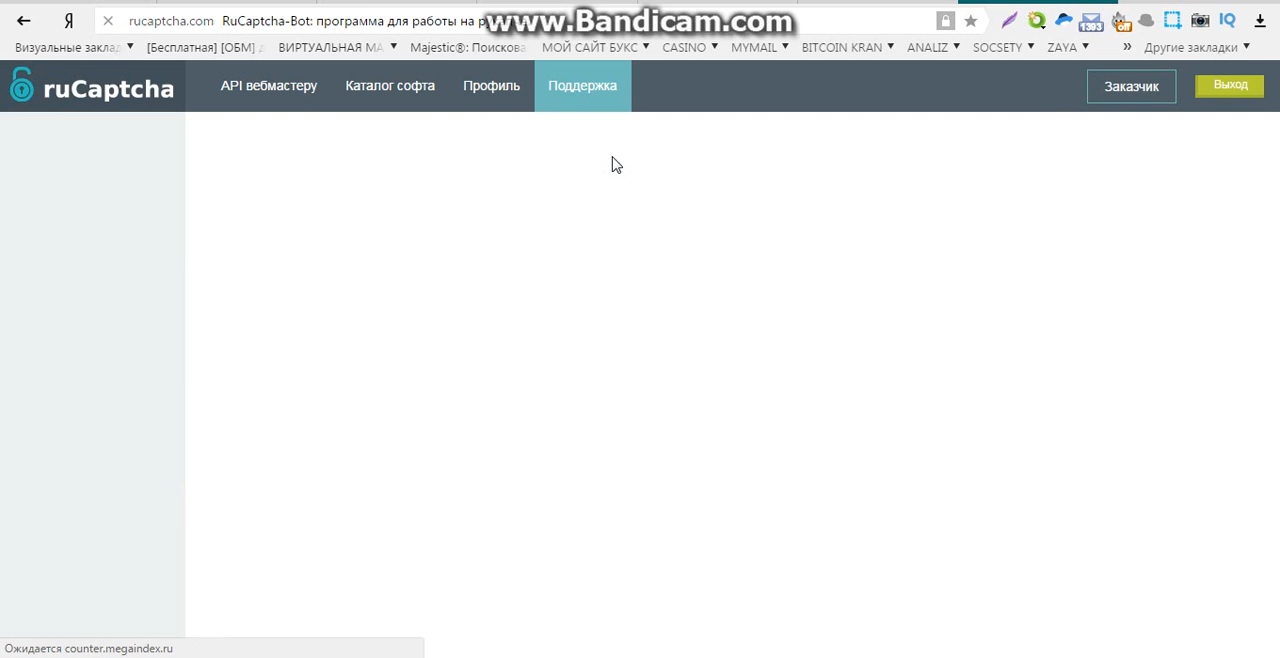 rucaptcha.com RuCaptcha-Bot: программа для работы на
www.Bandicam.com
1393
Gif
IQ
Визуальные заклад [Бесплатная] [ОБМ] ВИРТУАЛЬНАЯ МА Majestic®: Поискова МОЙ САЙТ БУКС CASINO MYMAIL BITCOIN KRAN ANALIZ SOCSETY ZAYA » Другие закладки
ruCaptcha API вебмастеру Каталог софта Профиль Поддержка Заказчик Выход
Ожидается counter.megaindex.ru